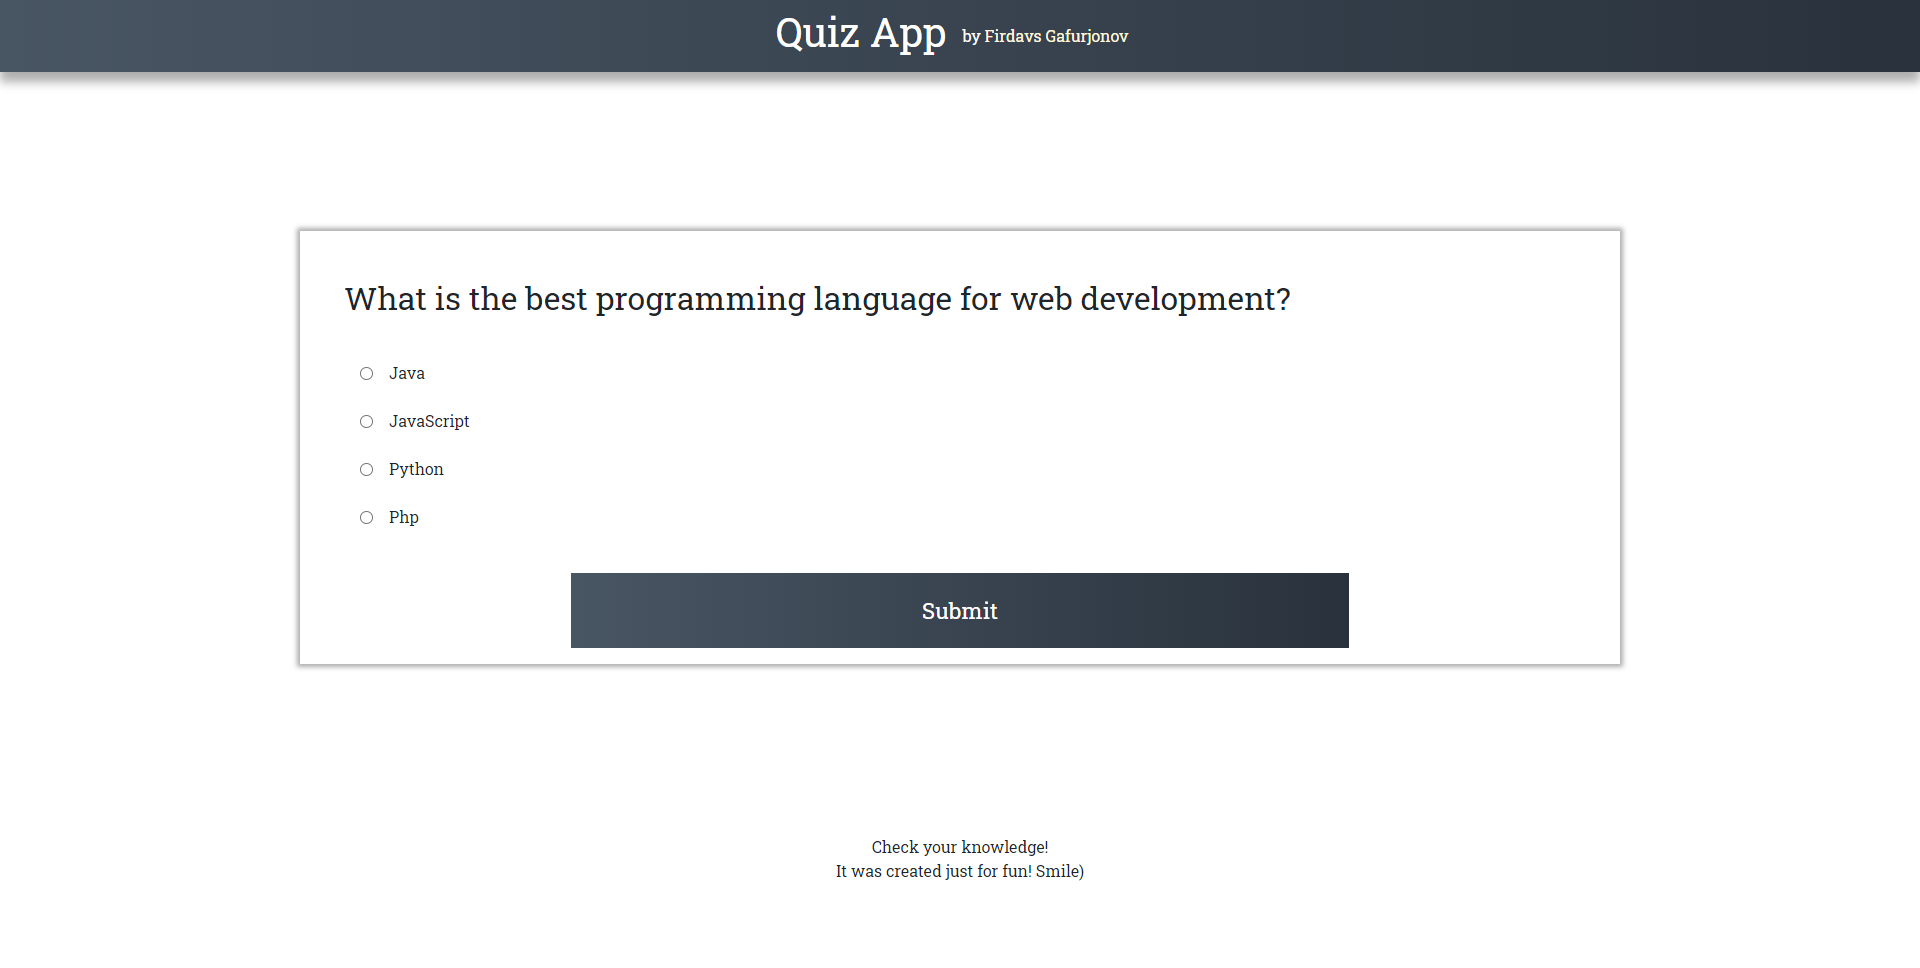 Quiz App by Firdavs Gafurjonov
What is the best programming language for web development?
Java
JavaScript
Python
Php
Submit
Check your knowledge!
It was created just for fun! Smile)